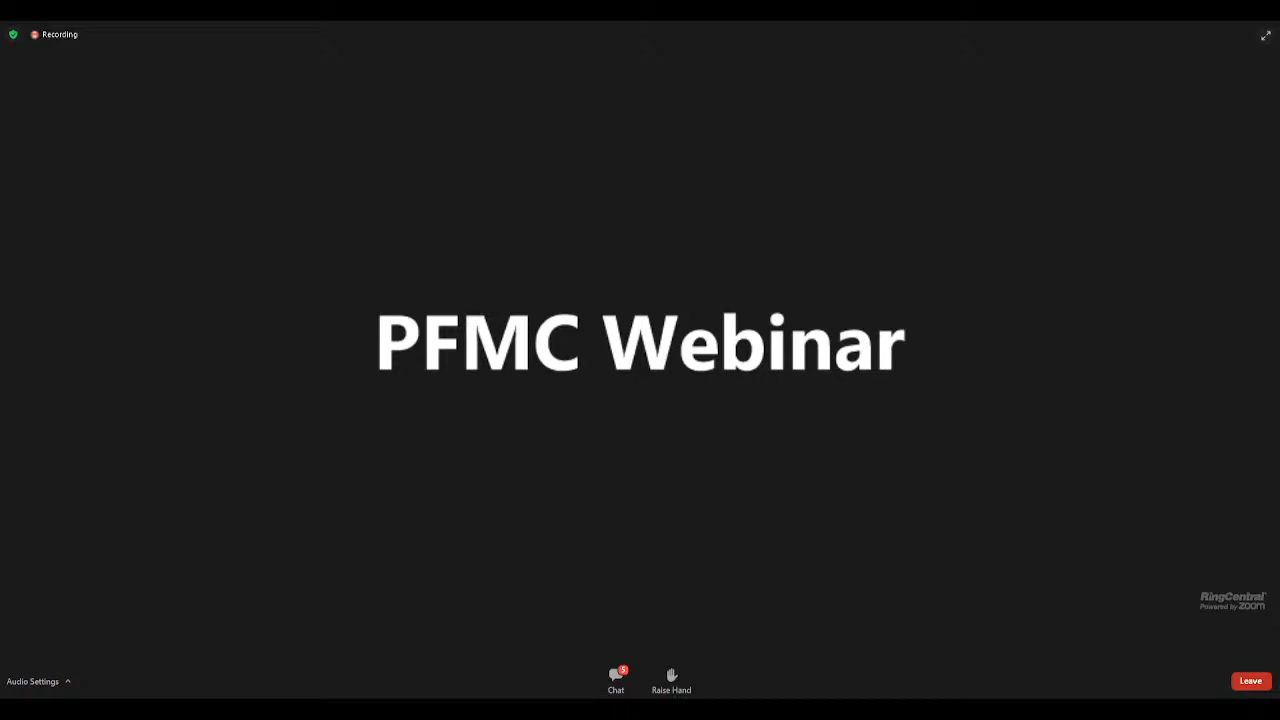 Recording
PFMC Webinar
RingCentral
Powered by zoom
Audio Settings
5
Chat
Raise Hand
Leave